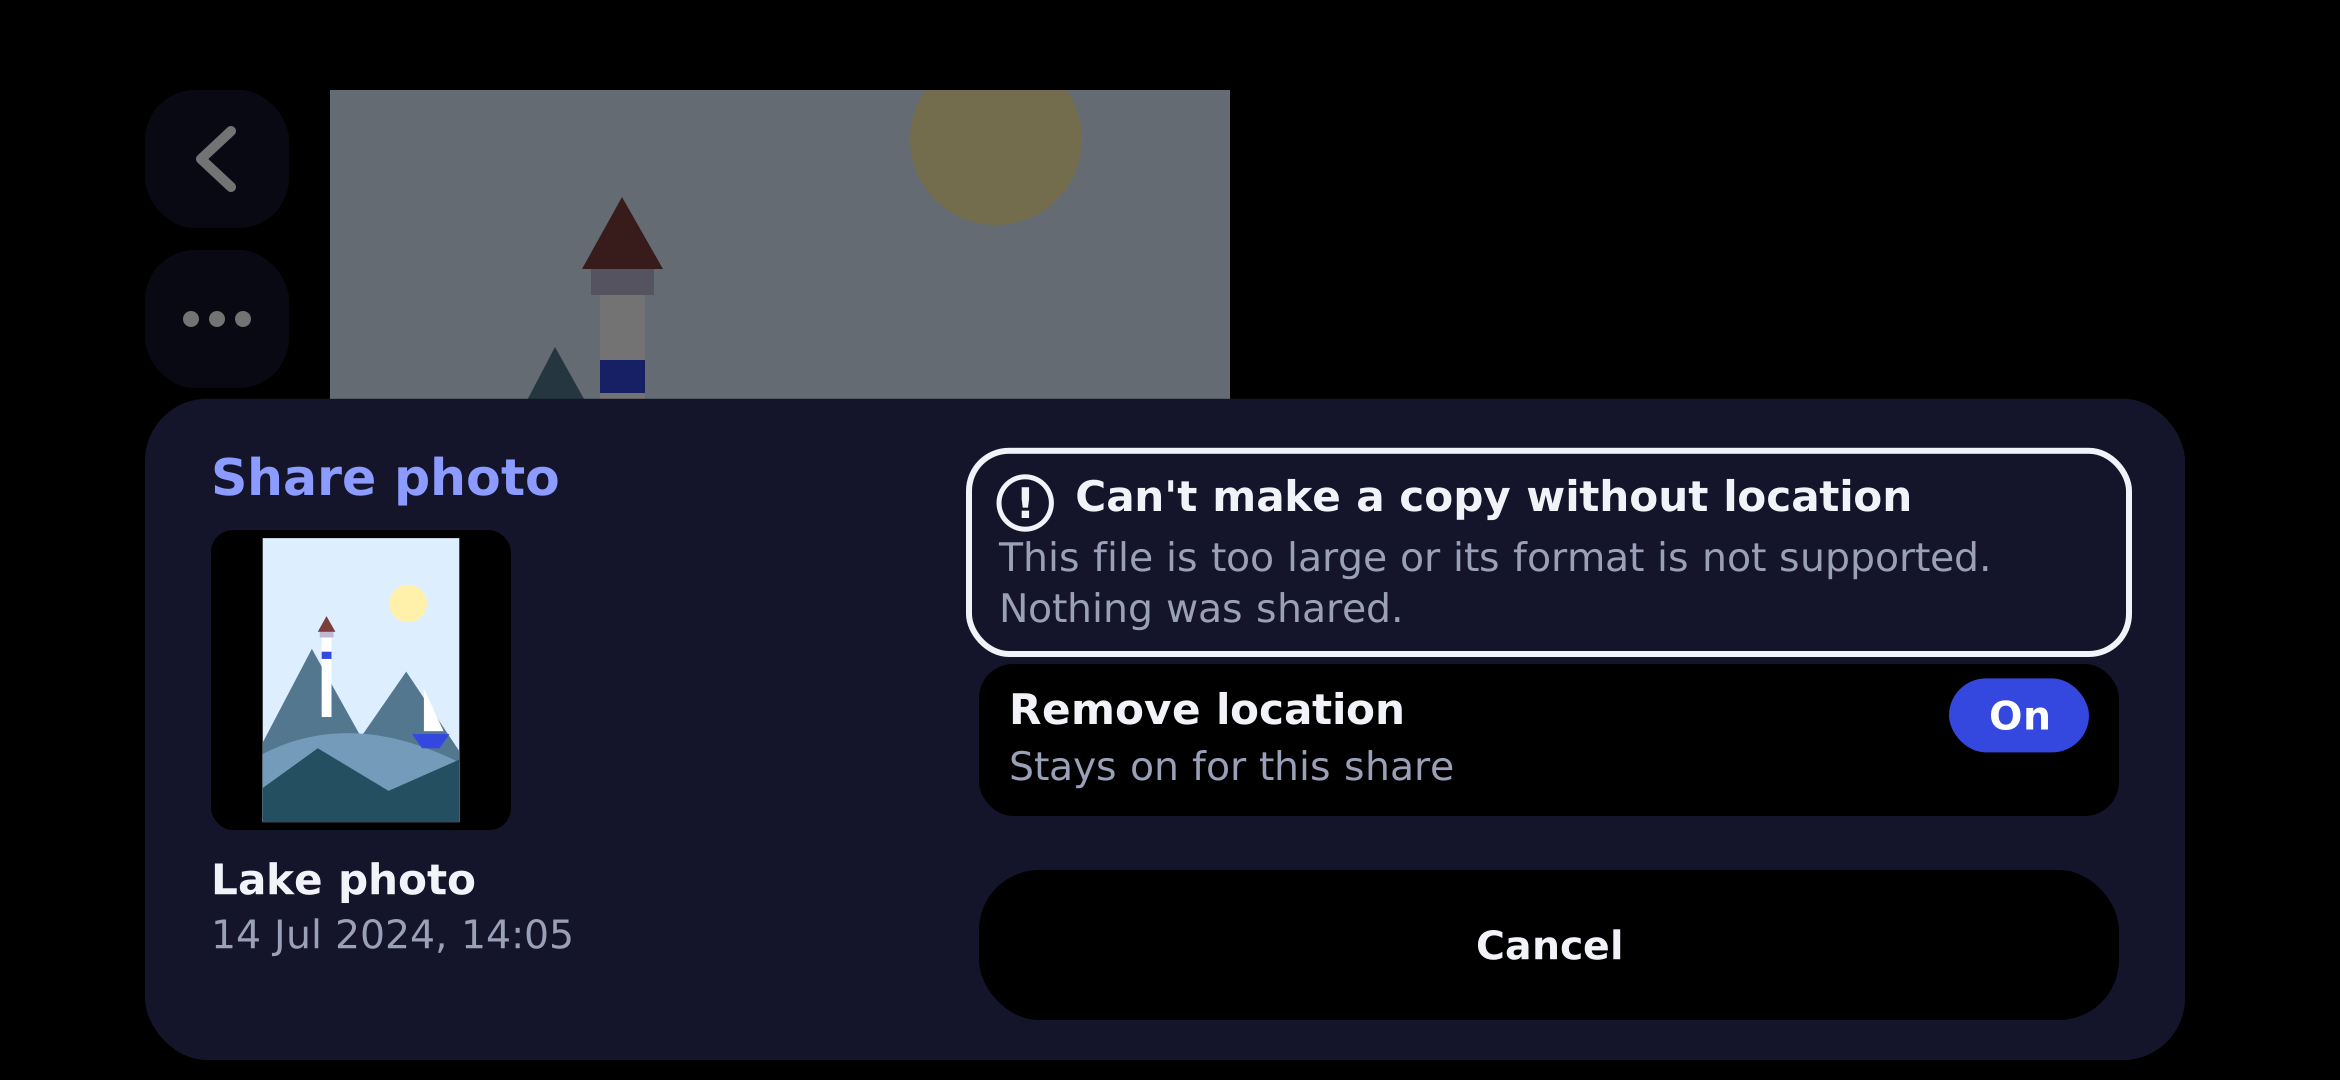 Share photo
Lake photo
14 Jul 2024, 14:05
Can't make a copy without location
This file is too large or its format is not supported.
Nothing was shared.
Remove location
On
Stays on for this share
Cancel